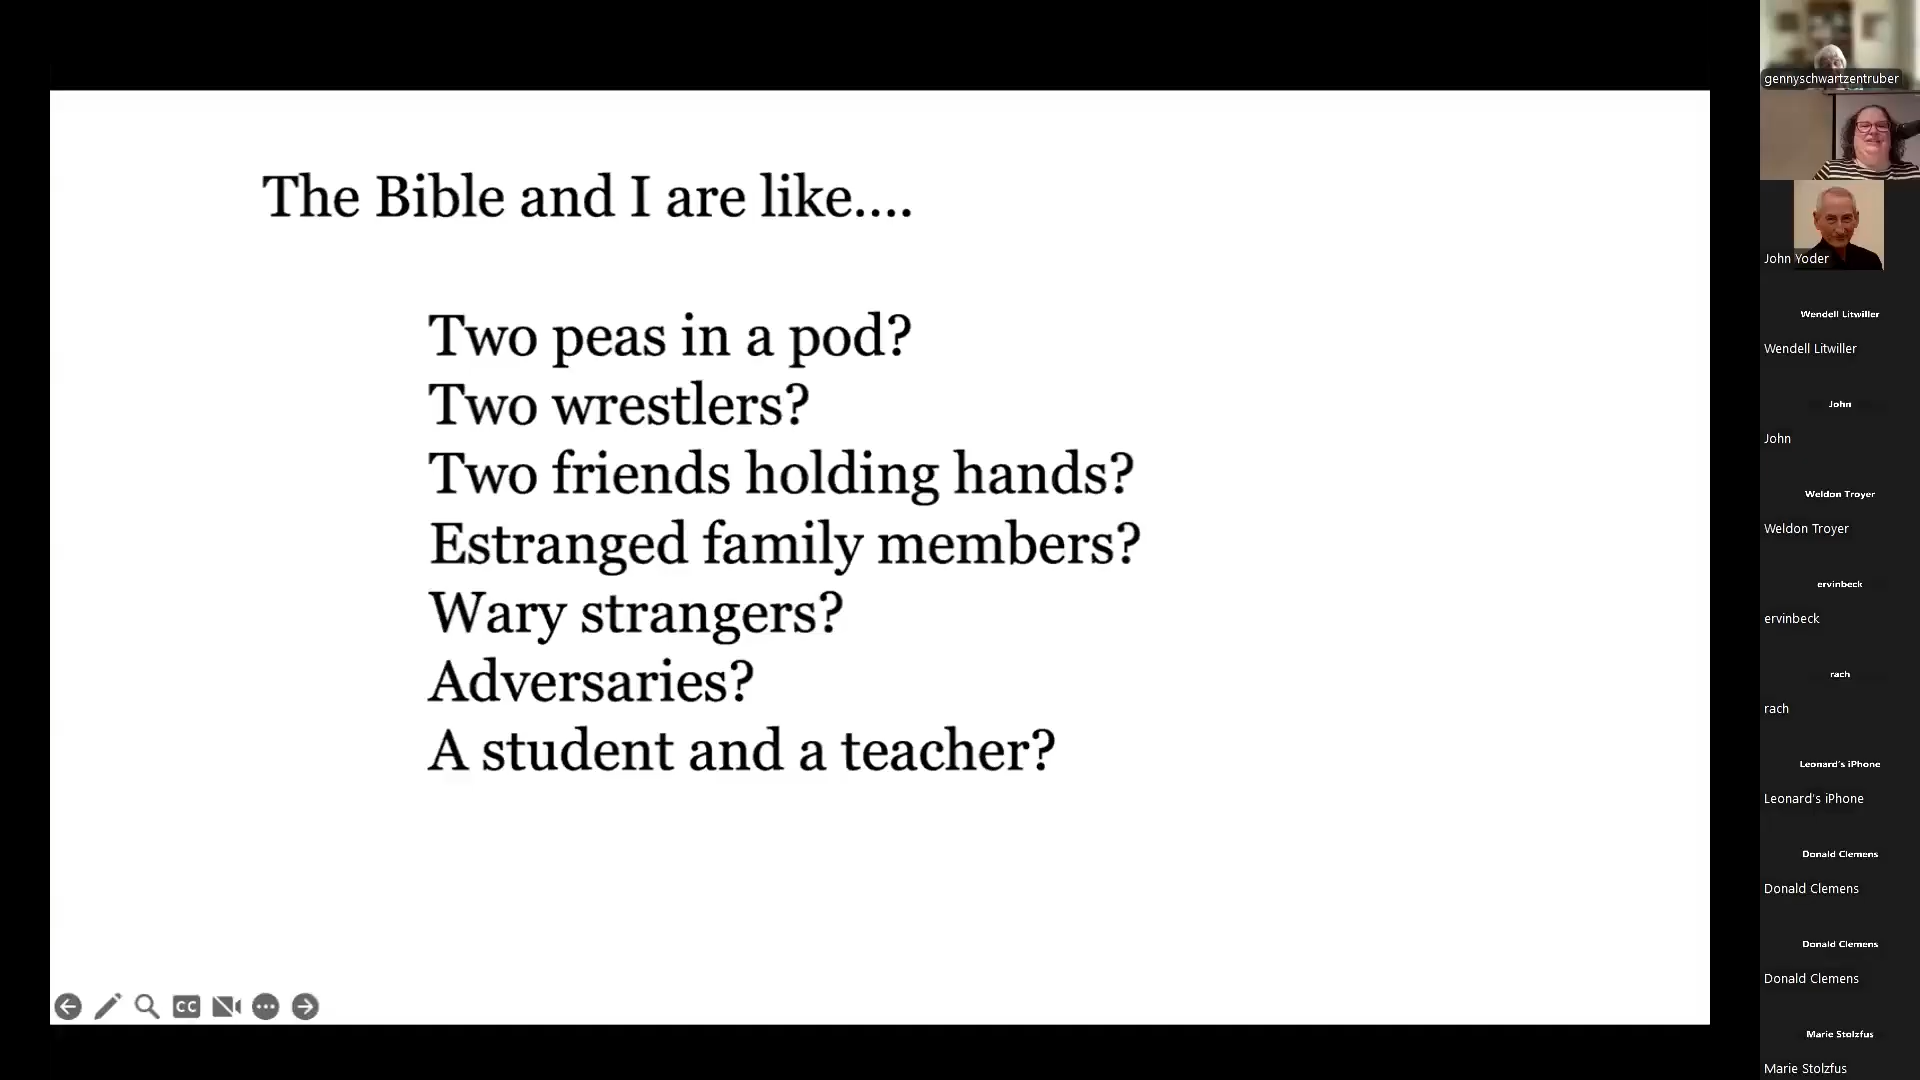 The Bible and I are like....
Two peas in a pod?
Two wrestlers?
Two friends holding hands?
Estranged family members?
Wary strangers?
Adversaries?
A student and a teacher?
CC
gennyschwartzentruber
John Yoder
Wendell Litwiller
Wendell Litwiller
John
John
Weldon Troyer
Weldon Troyer
ervinbeck
ervinbeck
rach
rach
Leonard's iPhone
Leonard's iPhone
Donald Clemens
Donald Clemens
Donald Clemens
Donald Clemens
Marie Stolzfus
Marie Stolzfus